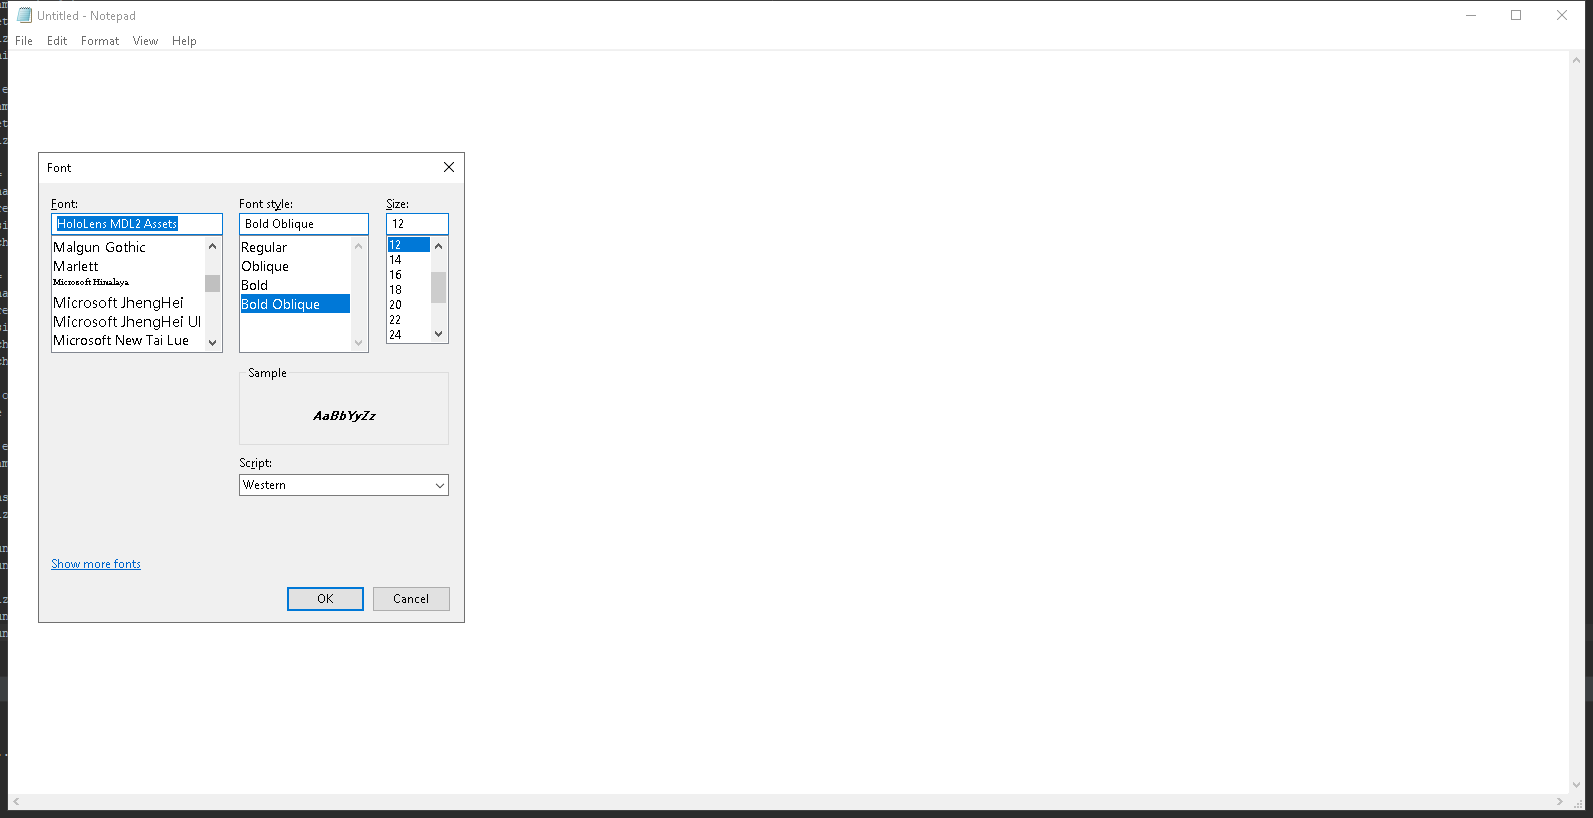 Untitled - Notepad
File Edit Format View Help
Font
Font: Font style: Size:
HoloLens MDL2 Assets Bold Oblique 12
Malgun Gothic Regular 12
Marlett Oblique 14
Microsoft Himalaya Bold 16
Microsoft JhengHei Bold Oblique 18
Microsoft JhengHei UI 20
Microsoft New Tai Lue 22
24
Sample
AaBbYyZz
Script:
Western
Show more fonts
OK Cancel